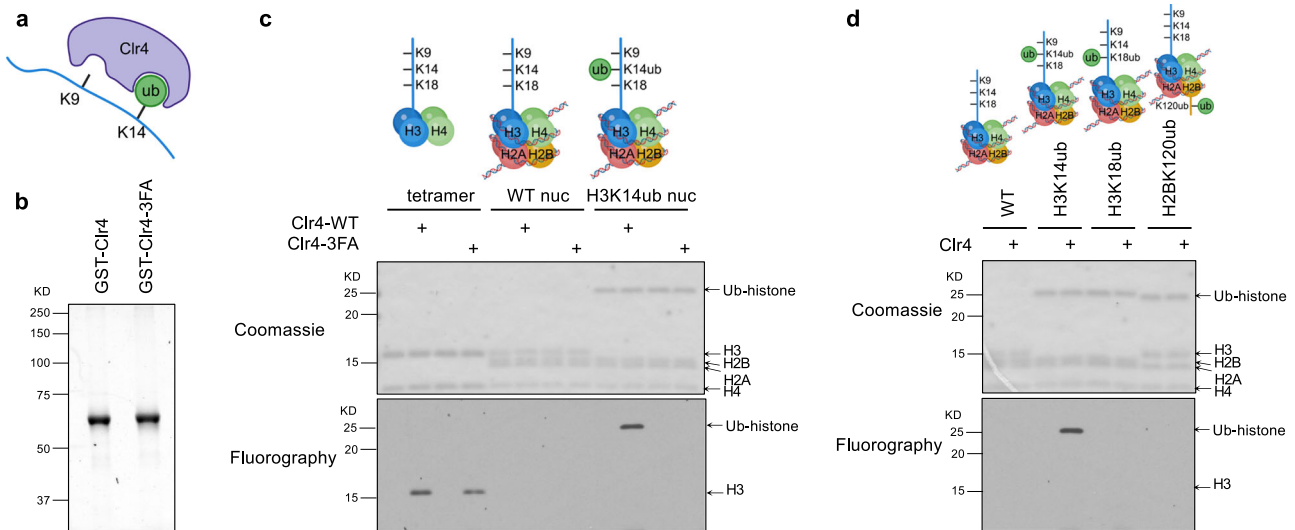 a
Clr4
ub
K9
K14
b
GST-Clr4
GST-Clr4-3FA
KD
250
150
100
75
50
37
c
K9
K14
K18
H3
H4
K9
K14
K18
H3
H4
H2A
H2B
K9
ub
K14ub
K18
H3
H4
H2A
H2B
tetramer
WT nuc
H3K14ub nuc
Clr4-WT + + +
Clr4-3FA + + +
KD
25
20
15
Coomassie
Ub-histone
H3
H2B
H2A
H4
KD
25
15
Fluorography
Ub-histone
H3
d
K9
K14
K18
H3
H4
H2A
H2B
K9
ub
K14ub
K18
H3
H4
H2A
H2B
K9
K14
ub
K18ub
H3
H4
H2A
H2B
K9
K14
K18
H3
H4
H2A
H2B
K120ub
ub
WT
H3K14ub
H3K18ub
H2BK120ub
Clr4 + + + +
KD
25
20
15
Coomassie
Ub-histone
H3
H2B
H2A
H4
KD
25
20
15
Fluorography
Ub-histone
H3